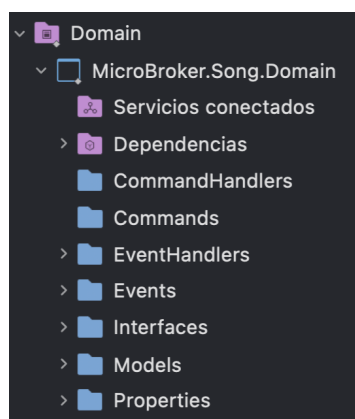 Domain
MicroBroker.Song.Domain
Servicios conectados
Dependencias
CommandHandlers
Commands
EventHandlers
Events
Interfaces
Models
Properties